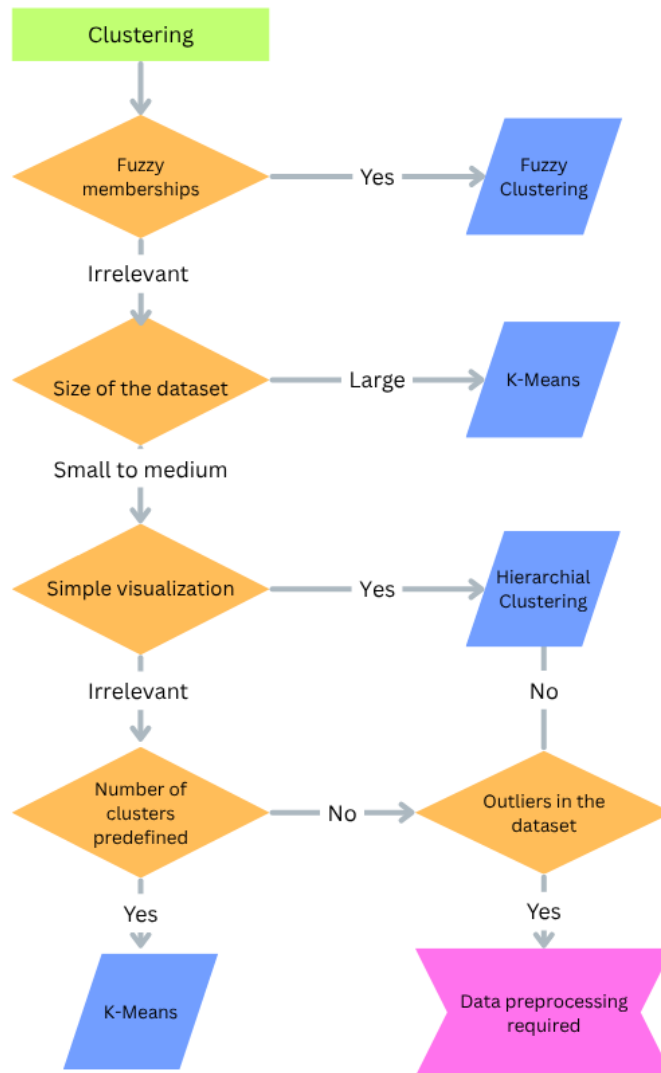 Clustering
Fuzzy
memberships
Yes
Fuzzy
Clustering
Irrelevant
Size of the dataset
Large
K-Means
Small to medium
Simple visualization
Yes
Hierarchial
Clustering
Irrelevant
No
Number of
clusters
predefined
No
Outliers in the
dataset
Yes
Yes
K-Means
Data preprocessing
required